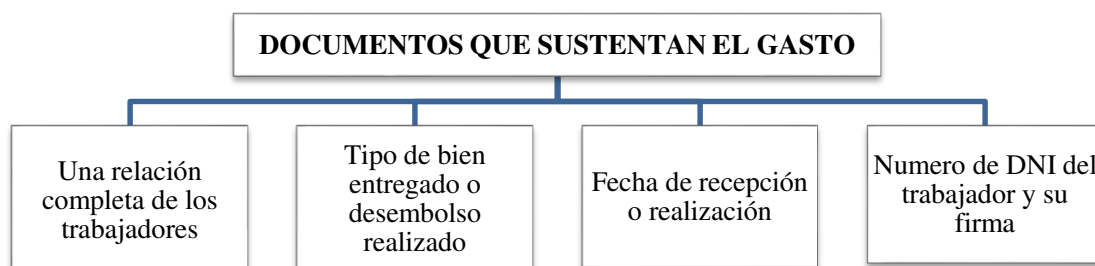 DOCUMENTOS QUE SUSTENTAN EL GASTO
Una relación
completa de los
trabajadores
Tipo de bien
entregado o
desembolso
realizado
Fecha de recepción
o realización
Numero de DNI del
trabajador y su
firma